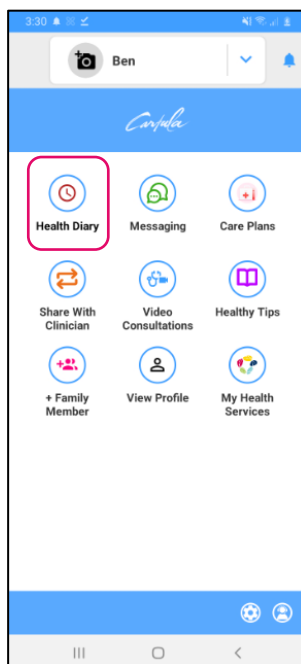 3:30
Ben
Cantula
Health Diary
Messaging
Care Plans
Share With
Clinician
Video
Consultations
Healthy Tips
+ Family
Member
View Profile
My Health
Services